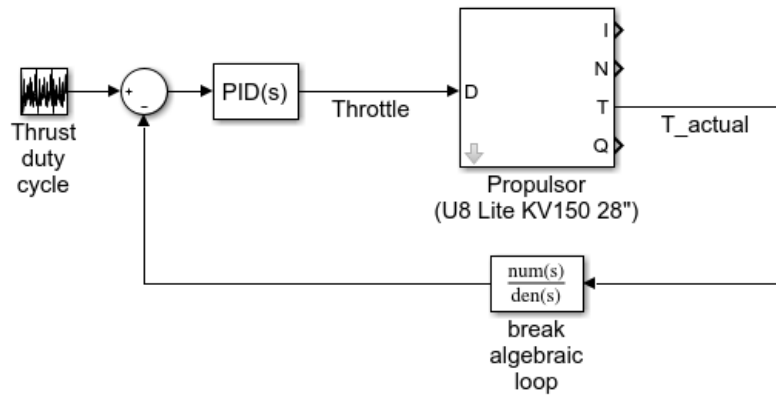 I
N
T
Q
D
+
-
PID(s)
Throttle
T_actual
Thrust
duty
cycle
Propulsor
(U8 Lite KV150 28")
num(s)
den(s)
break
algebraic
loop